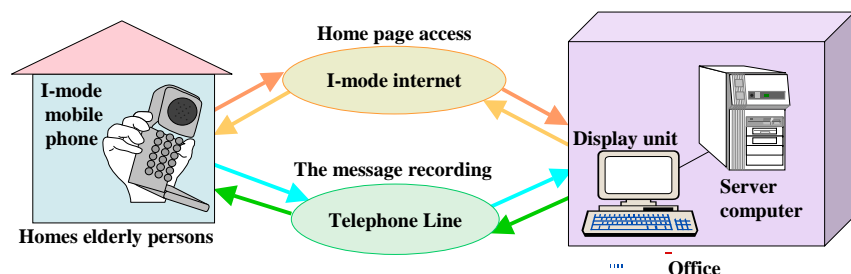 Home page access
I-mode internet
I-mode
mobile
phone
Display unit
The message recording
Server
computer
Telephone Line
Homes elderly persons
Office